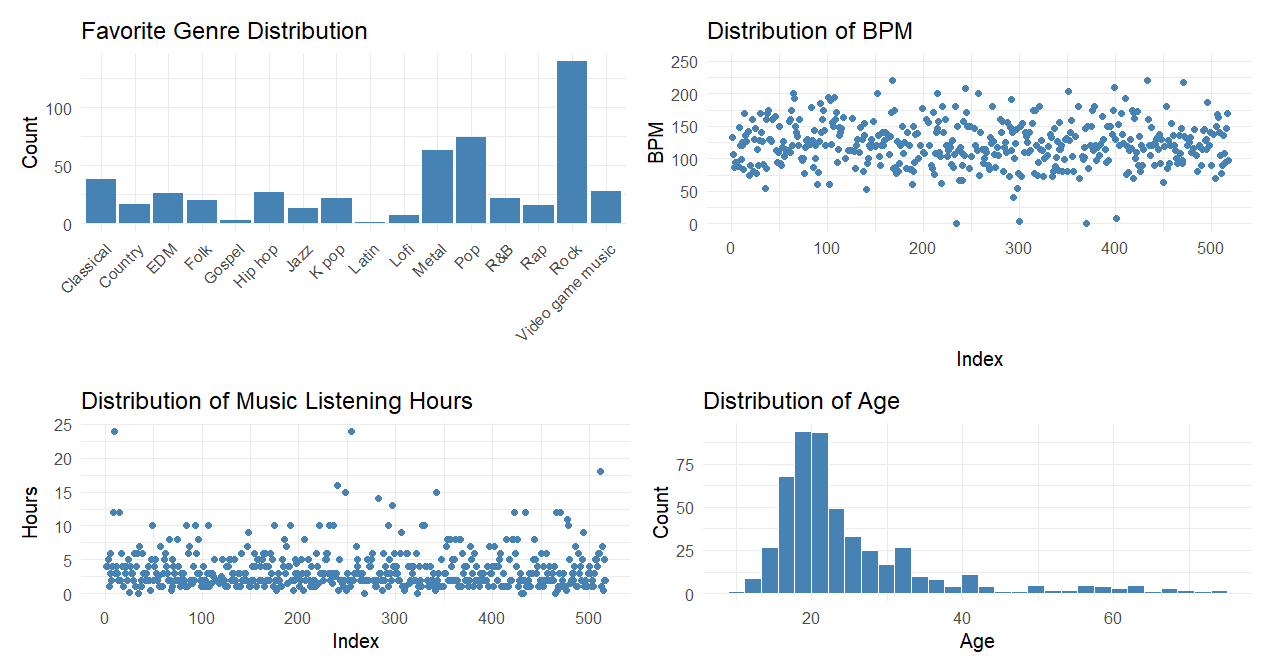 Favorite Genre Distribution
Count
100
50
0
Classical
Country
EDM
Folk
Gospel
Hip hop
Jazz
K pop
Latin
Lofi
Metal
Pop
R&B
Rap
Rock
Video game music
Distribution of BPM
BPM
250
200
150
100
50
0
0 100 200 300 400 500
Index
Distribution of Music Listening Hours
Hours
25
20
15
10
5
0
0 100 200 300 400 500
Index
Distribution of Age
Count
75
50
25
0
20 40 60
Age